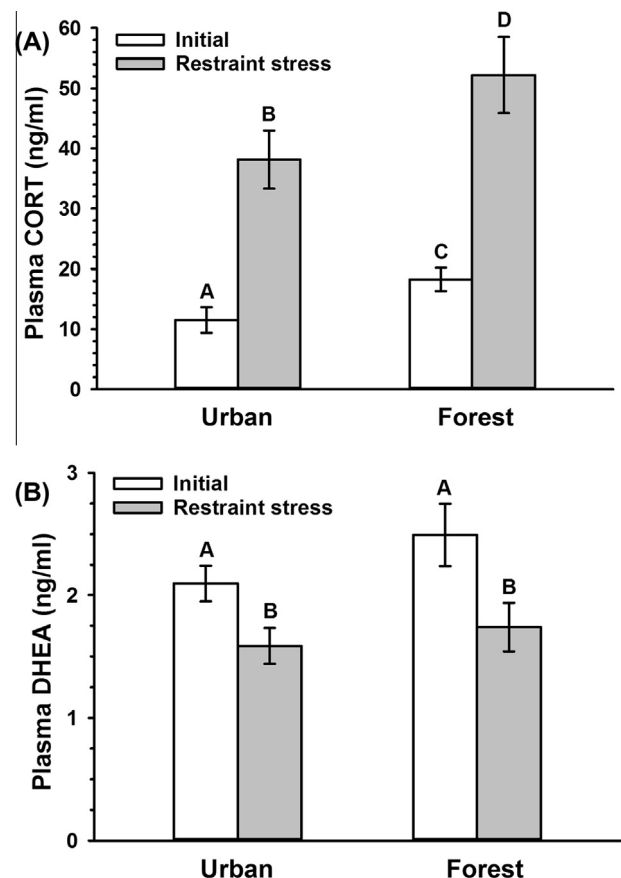 (A)
Initial
Restraint stress
Plasma CORT (ng/ml)
60
50
40
30
20
10
0
A
B
C
D
Urban
Forest
(B)
Initial
Restraint stress
Plasma DHEA (ng/ml)
3
2
1
0
A
B
A
B
Urban
Forest